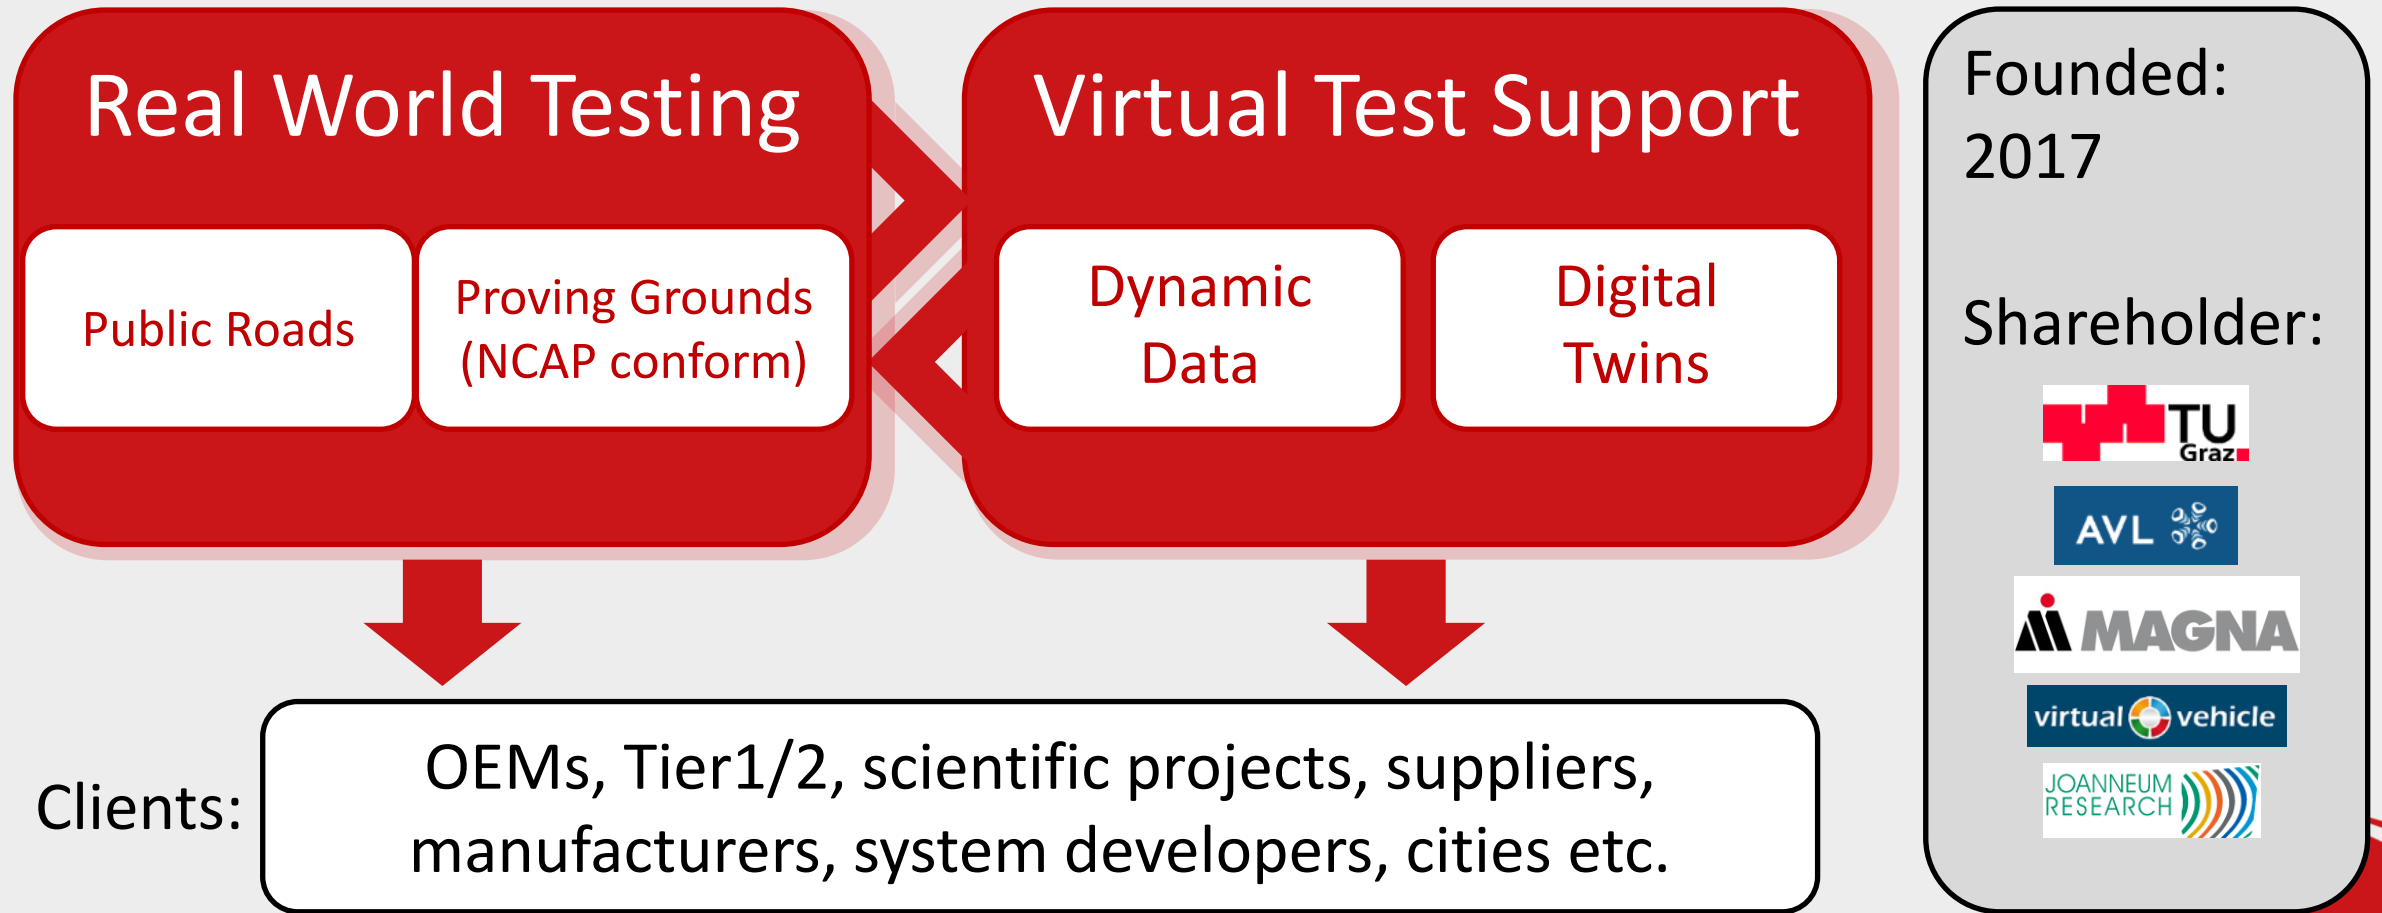 Real World Testing
Public Roads
Proving Grounds
(NCAP conform)
Virtual Test Support
Dynamic
Data
Digital
Twins
Clients:
OEMs, Tier1/2, scientific projects, suppliers,
manufacturers, system developers, cities etc.
Founded:
2017
Shareholder:
TU
Graz
AVL
MAGNA
virtual vehicle
JOANNEUM
RESEARCH